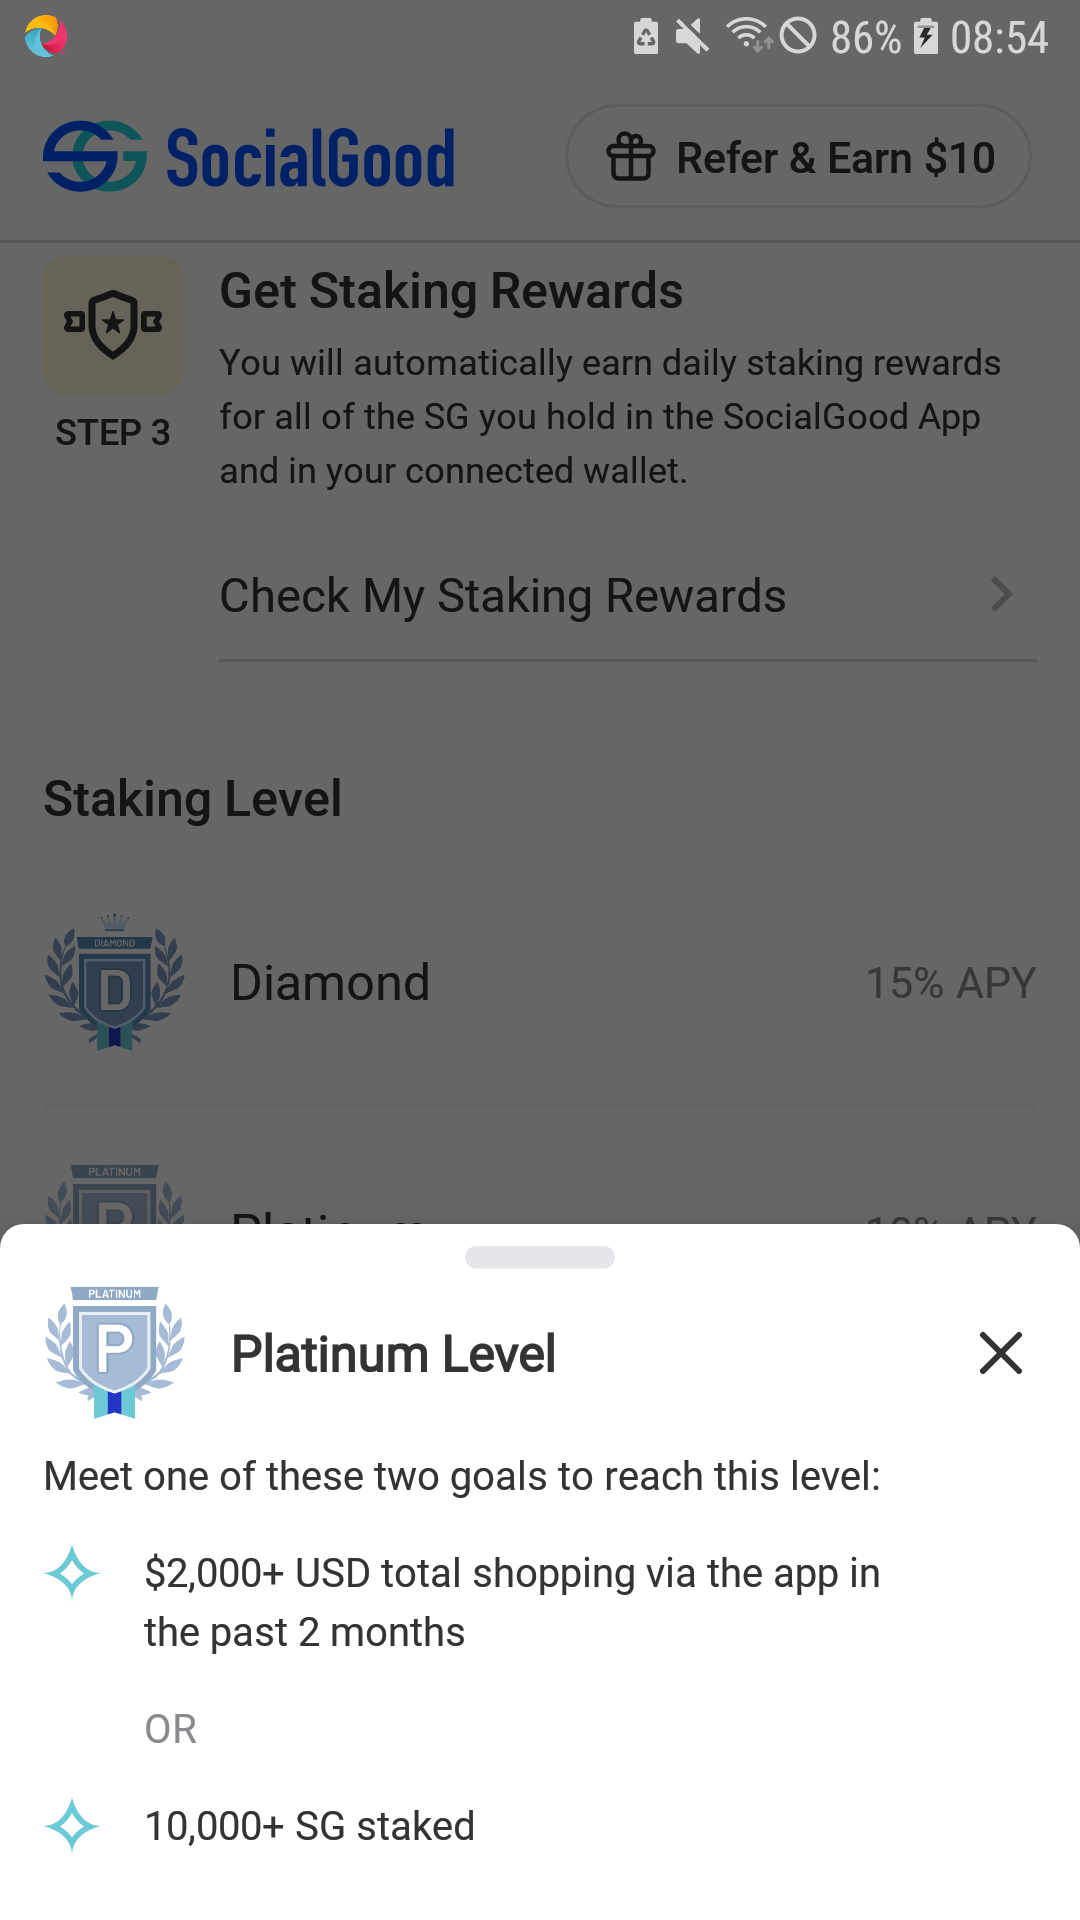 86% 08:54
SocialGood
Refer & Earn $10
Get Staking Rewards
You will automatically earn daily staking rewards
for all of the SG you hold in the SocialGood App
and in your connected wallet.
STEP 3
Check My Staking Rewards
Staking Level
DIAMOND
D
Diamond
15% APY
PLATINUM
P
Platinum
PLATINUM
P
Platinum Level
Meet one of these two goals to reach this level:
$2,000+ USD total shopping via the app in
the past 2 months
OR
10,000+ SG staked